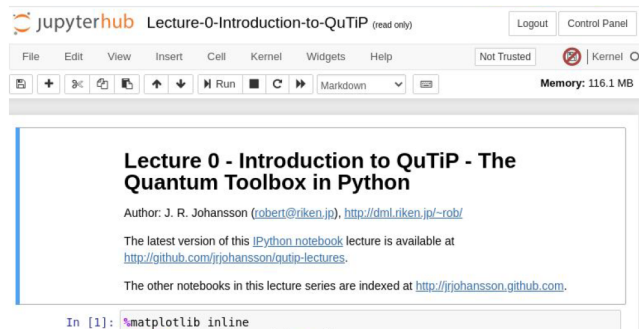 jupyterhub Lecture-0-Introduction-to-QuTiP (read only) Logout Control Panel
File Edit View Insert Cell Kernel Widgets Help Not Trusted Kernel
Run Markdown Memory: 116.1 MB
Lecture 0 - Introduction to QuTiP - The
Quantum Toolbox in Python
Author: J. R. Johansson (robert@riken.jp), http://dml.riken.jp/~rob/
The latest version of this IPython notebook lecture is available at
http://github.com/jrjohansson/qutip-lectures.
The other notebooks in this lecture series are indexed at http://jrjohansson.github.com.
In [1]: %matplotlib inline